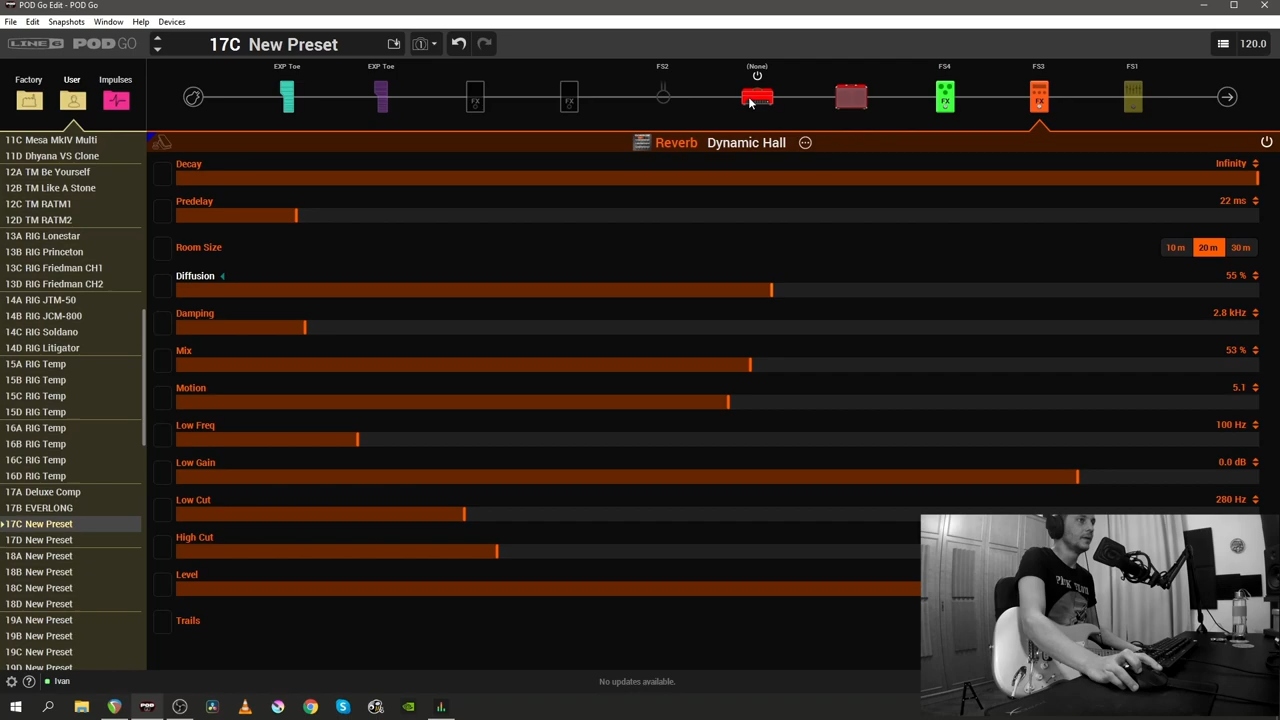 POD Go Edit - POD Go
File Edit Snapshots Window Help Devices
LINE 6 POD GO
17C New Preset
120.0
Factory User Impulses
EXP Toe EXP Toe FS2 (None) FS4 FS3 FS1
FX FX FX FX
Reverb Dynamic Hall
11C Mesa MkIV Multi
11D Dhyana VS Clone
12A TM Be Yourself
12B TM Like A Stone
12C TM RATM1
12D TM RATM2
13A RIG Lonestar
13B RIG Princeton
13C RIG Friedman CH1
13D RIG Friedman CH2
14A RIG JTM-50
14B RIG JCM-800
14C RIG Soldano
14D RIG Litigator
15A RIG Temp
15B RIG Temp
15C RIG Temp
15D RIG Temp
16A RIG Temp
16B RIG Temp
16C RIG Temp
16D RIG Temp
17A Deluxe Comp
17B EVERLONG
17C New Preset
17D New Preset
18A New Preset
18B New Preset
18C New Preset
18D New Preset
19A New Preset
19B New Preset
19C New Preset
19D New Preset
Decay Infinity
Predelay 22 ms
Room Size 10 m 20 m 30 m
Diffusion 55 %
Damping 2.8 kHz
Mix 53 %
Motion 5.1
Low Freq 100 Hz
Low Gain 0.0 dB
Low Cut 280 Hz
High Cut
Level
Trails
Ivan
No updates available.